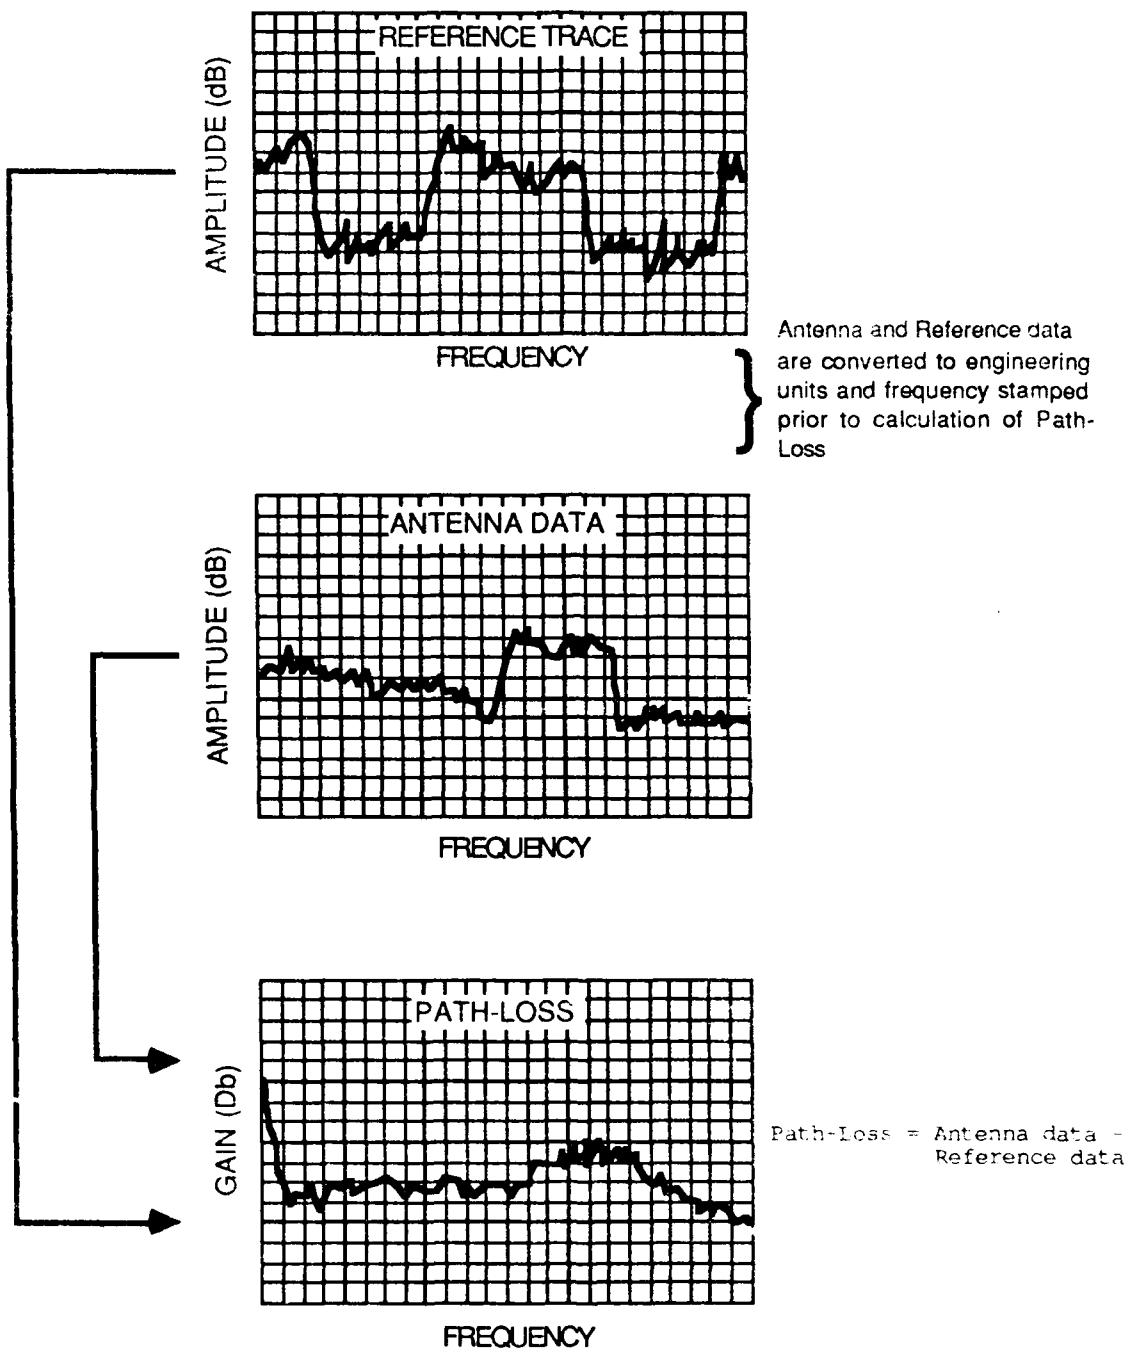 REFERENCE TRACE
AMPLITUDE (dB)
FREQUENCY
Antenna and Reference data
are converted to engineering
units and frequency stamped
prior to calculation of Path-
Loss
ANTENNA DATA
AMPLITUDE (dB)
FREQUENCY
PATH-LOSS
GAIN (Db)
FREQUENCY
Path-Loss = Antenna data -
Reference data